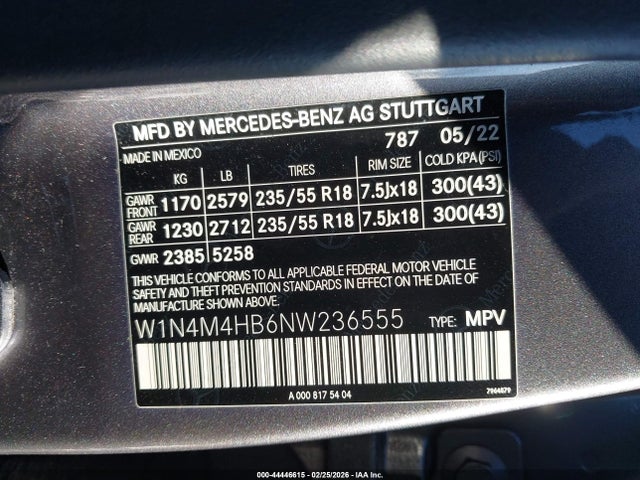 MFD BY MERCEDES-BENZ AG STUTTGART
MADE IN MEXICO 787 05/22
KG LB TIRES RIM SIZE COLD KPA(PSI)
GAWR FRONT 1170 2579 235/55 R18 7.5Jx18 300(43)
GAWR REAR 1230 2712 235/55 R18 7.5Jx18 300(43)
GVWR 2385 5258
THIS VEHICLE CONFORMS TO ALL APPLICABLE FEDERAL MOTOR VEHICLE
SAFETY AND THEFT PREVENTION STANDARDS IN EFFECT ON THE DATE OF
MANUFACTURE SHOWN ABOVE.
W1N4M4HB6NW236555 TYPE: MPV
A 000 817 54 04 7964879
000-44446615 - 02/25/2026 - IAA Inc.